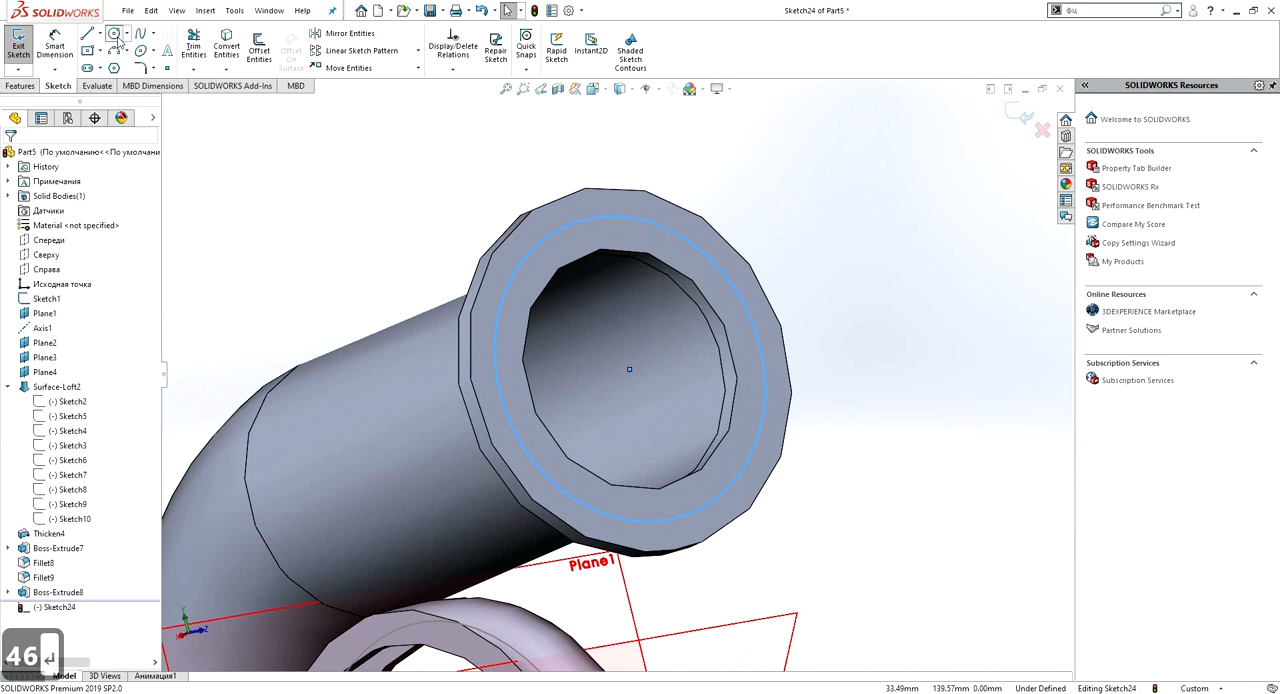 SOLIDWORKS
File
Edit
View
Insert
Tools
Window
Help
Sketch24 of Part5 *
фц
?
Exit Sketch
Smart Dimension
Trim Entities
Convert Entities
Offset Entities
Offset On Surface
Mirror Entities
Linear Sketch Pattern
Move Entities
Display/Delete Relations
Repair Sketch
Quick Snaps
Rapid Sketch
Instant2D
Shaded Sketch Contours
Features
Sketch
Evaluate
MBD Dimensions
SOLIDWORKS Add-Ins
MBD
Part5 (По умолчанию<<По умолчани
History
Примечания
Solid Bodies(1)
Датчики
Material <not specified>
Спереди
Сверху
Справа
Исходная точка
Sketch1
Plane1
Axis1
Plane2
Plane3
Plane4
Surface-Loft2
(-) Sketch2
(-) Sketch5
(-) Sketch4
(-) Sketch3
(-) Sketch6
(-) Sketch7
(-) Sketch8
(-) Sketch9
(-) Sketch10
Thicken4
Boss-Extrude7
Fillet8
Fillet9
Boss-Extrude8
(-) Sketch24
Plane1
Y
X
Z
46
SOLIDWORKS Resources
Welcome to SOLIDWORKS
SOLIDWORKS Tools
Property Tab Builder
SOLIDWORKS Rx
Performance Benchmark Test
Compare My Score
Copy Settings Wizard
My Products
Online Resources
3DEXPERIENCE Marketplace
Partner Solutions
Subscription Services
Subscription Services
Model
3D Views
Анимация1
SOLIDWORKS Premium 2019 SP2.0
33.49mm
139.57mm
0.00mm
Under Defined
Editing Sketch24
Custom